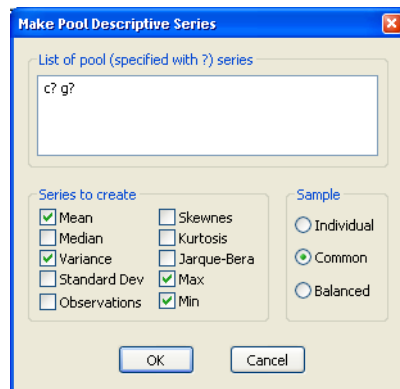 Make Pool Descriptive Series
List of pool (specified with ?) series
c? g?
Series to create
Mean
Median
Variance
Standard Dev
Observations
Skewnes
Kurtosis
Jarque-Bera
Max
Min
Sample
Individual
Common
Balanced
OK
Cancel